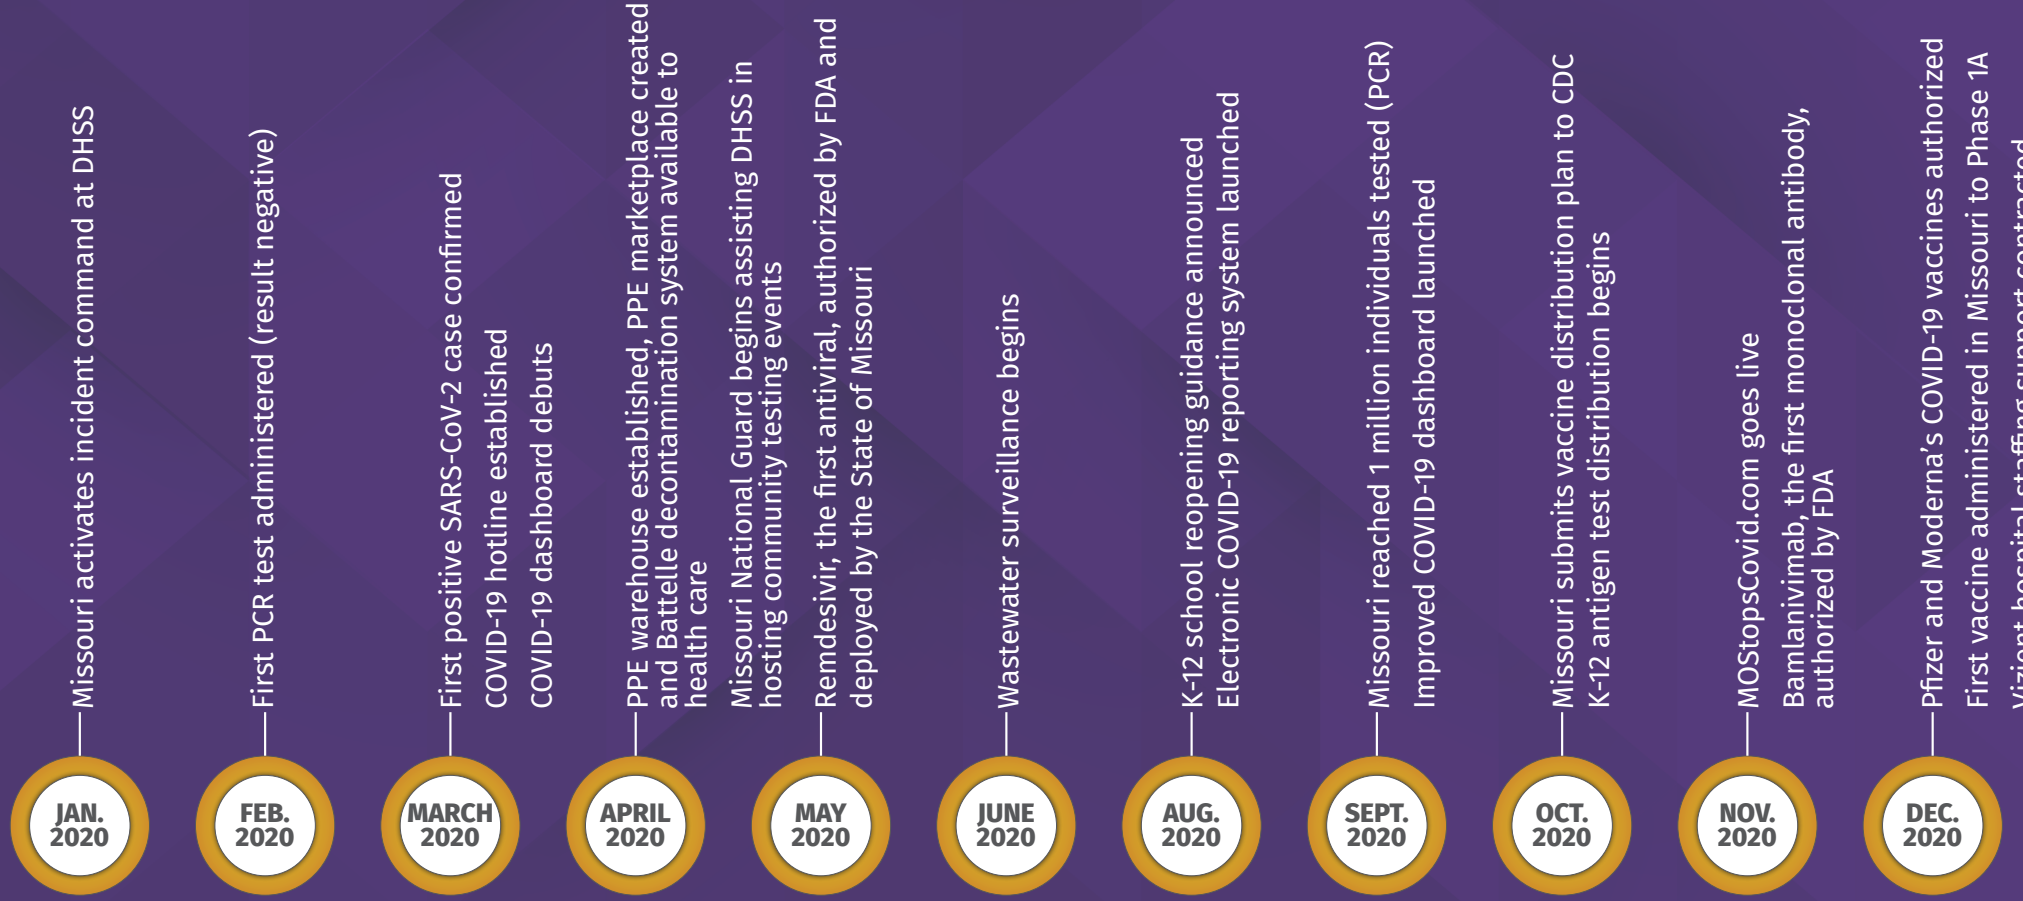 Missouri activates incident command at DHSS
JAN.
2020
First PCR test administered (result negative)
FEB.
2020
First positive SARS-CoV-2 case confirmed
COVID-19 hotline established
COVID-19 dashboard debuts
MARCH
2020
PPE warehouse established, PPE marketplace created
and Battelle decontamination system available to
health care
Missouri National Guard begins assisting DHSS in
hosting community testing events
APRIL
2020
Remdesivir, the first antiviral, authorized by FDA and
deployed by the State of Missouri
MAY
2020
Wastewater surveillance begins
JUNE
2020
K-12 school reopening guidance announced
Electronic COVID-19 reporting system launched
AUG.
2020
Missouri reached 1 million individuals tested (PCR)
Improved COVID-19 dashboard launched
SEPT.
2020
Missouri submits vaccine distribution plan to CDC
K-12 antigen test distribution begins
OCT.
2020
MOStopsCovid.com goes live
Bamlanivimab, the first monoclonal antibody,
authorized by FDA
NOV.
2020
Pfizer and Moderna's COVID-19 vaccines authorized
First vaccine administered in Missouri to Phase 1A
Vizient hospital staffing support contracted
DEC.
2020